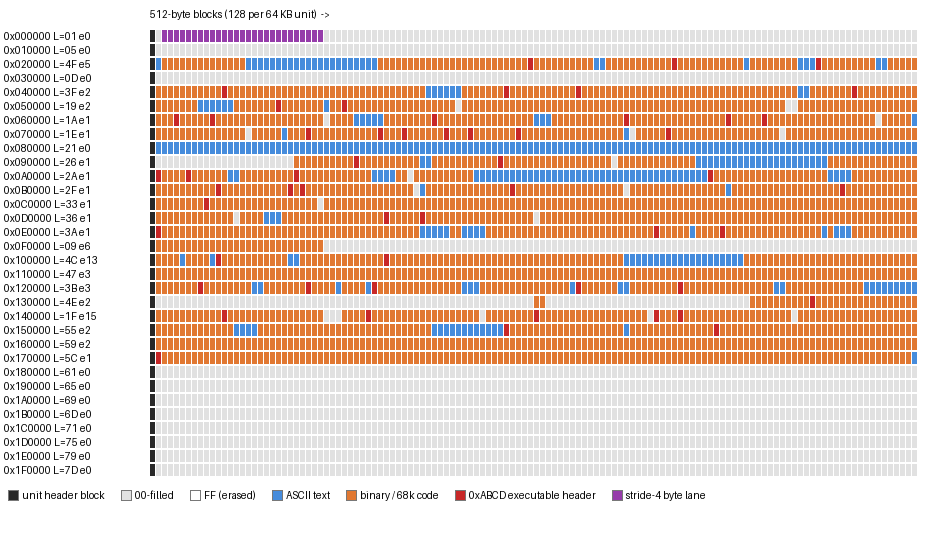 512-byte blocks (128 per 64 KB unit) ->
0x000000 L=01 e0
0x010000 L=05 e0
0x020000 L=4F e5
0x030000 L=0D e0
0x040000 L=3F e2
0x050000 L=19 e2
0x060000 L=1A e1
0x070000 L=1E e1
0x080000 L=21 e0
0x090000 L=26 e1
0x0A0000 L=2A e1
0x0B0000 L=2F e1
0x0C0000 L=33 e1
0x0D0000 L=36 e1
0x0E0000 L=3A e1
0x0F0000 L=09 e6
0x100000 L=4C e13
0x110000 L=47 e3
0x120000 L=3B e3
0x130000 L=4E e2
0x140000 L=1F e15
0x150000 L=55 e2
0x160000 L=59 e2
0x170000 L=5C e1
0x180000 L=61 e0
0x190000 L=65 e0
0x1A0000 L=69 e0
0x1B0000 L=6D e0
0x1C0000 L=71 e0
0x1D0000 L=75 e0
0x1E0000 L=79 e0
0x1F0000 L=7D e0
unit header block 00-filled FF (erased) ASCII text binary / 68k code 0xABCD executable header stride-4 byte lane